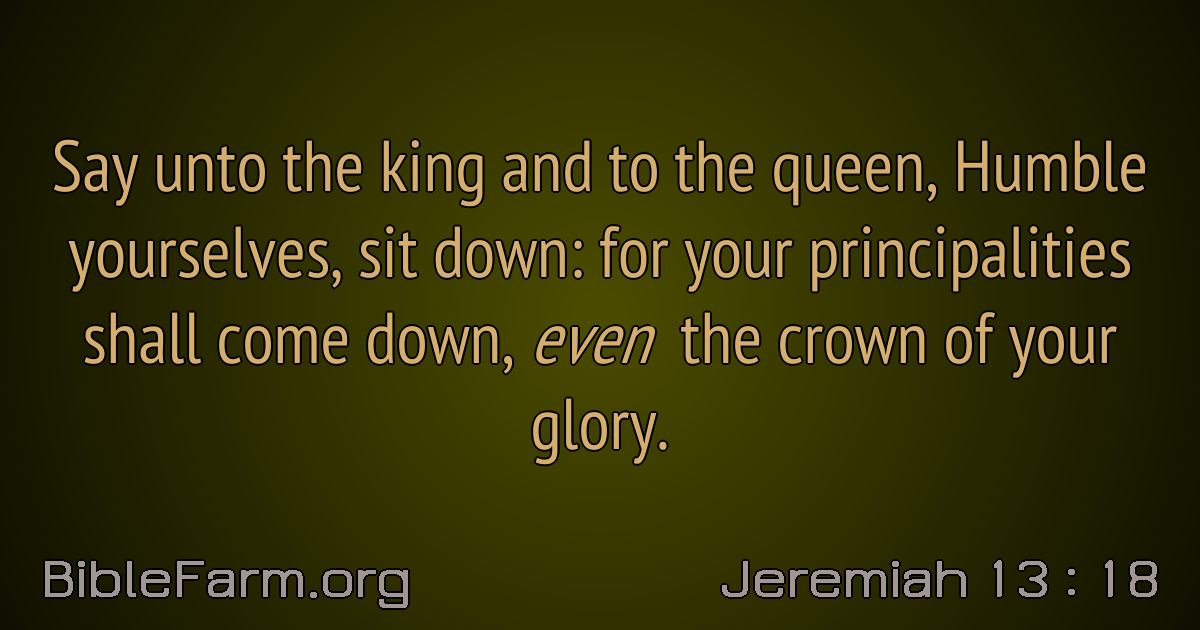 Say unto the king and to the queen, Humble
yourselves, sit down: for your principalities
shall come down, even the crown of your
glory.
BibleFarm.org
Jeremiah 13 : 18